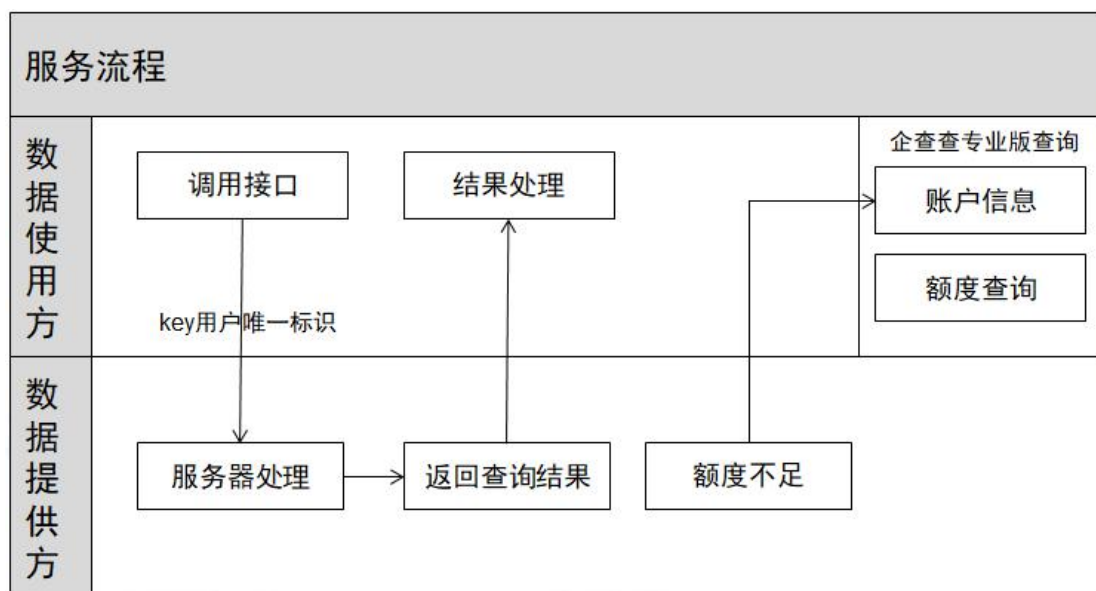 服务流程
数据使用方
调用接口
结果处理
企查查专业版查询
账户信息
额度查询
key用户唯一标识
数据提供方
服务器处理
返回查询结果
额度不足